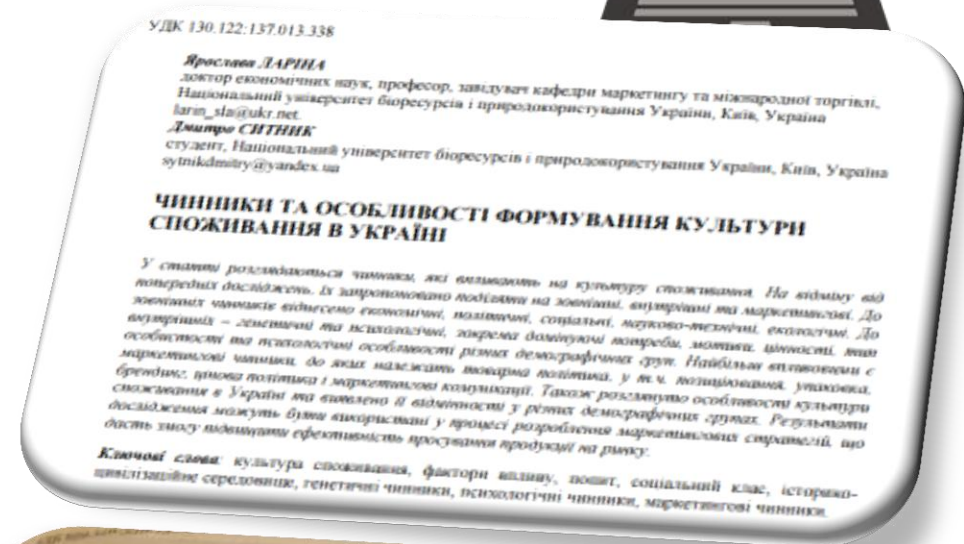 УДК 130.122:137.013.338
Ярослава ЛАРІНА
доктор економічних наук, професор, завідувач кафедри маркетингу та міжнародної торгівлі,
Національний університет біоресурсів і природокористування України, Київ, Україна
larin_sla@ukr.net
Дмитро СИТНИК
студент, Національний університет біоресурсів і природокористування України, Київ, Україна
sytnikdmitry@yandex.ua
ЧИННИКИ ТА ОСОБЛИВОСТІ ФОРМУВАННЯ КУЛЬТУРИ
СПОЖИВАННЯ В УКРАЇНІ
У статті розглядаються чинники, які впливають на культуру споживання. На відміну від
попередніх досліджень, їх запропоновано поділяти на зовнішні, внутрішні та маркетингові. До
зовнішніх чинників віднесено економічні, політичні, соціальні, науково-технічні, екологічні. До
внутрішніх – генетичні та психологічні, зокрема домінуючі потреби, мотиви, цінності, тип
особистості та психологічні особливості різних демографічних груп. Найбільш впливовими є
маркетингові чинники, до яких належать товарна політика, у т.ч. позиціювання, упаковка,
брендинг, цінова політика і маркетингові комунікації. Також розглянуто особливості культури
споживання в Україні та виявлено її відмінності у різних демографічних групах. Результати
дослідження можуть бути використані у процесі розроблення маркетингових стратегій, що
дасть змогу підвищити ефективність просування продукції на ринку.
Ключові слова: культура споживання, фактори впливу, попит, соціальний клас, історико-
цивілізаційне середовище, генетичні чинники, психологічні чинники, маркетингові чинники.